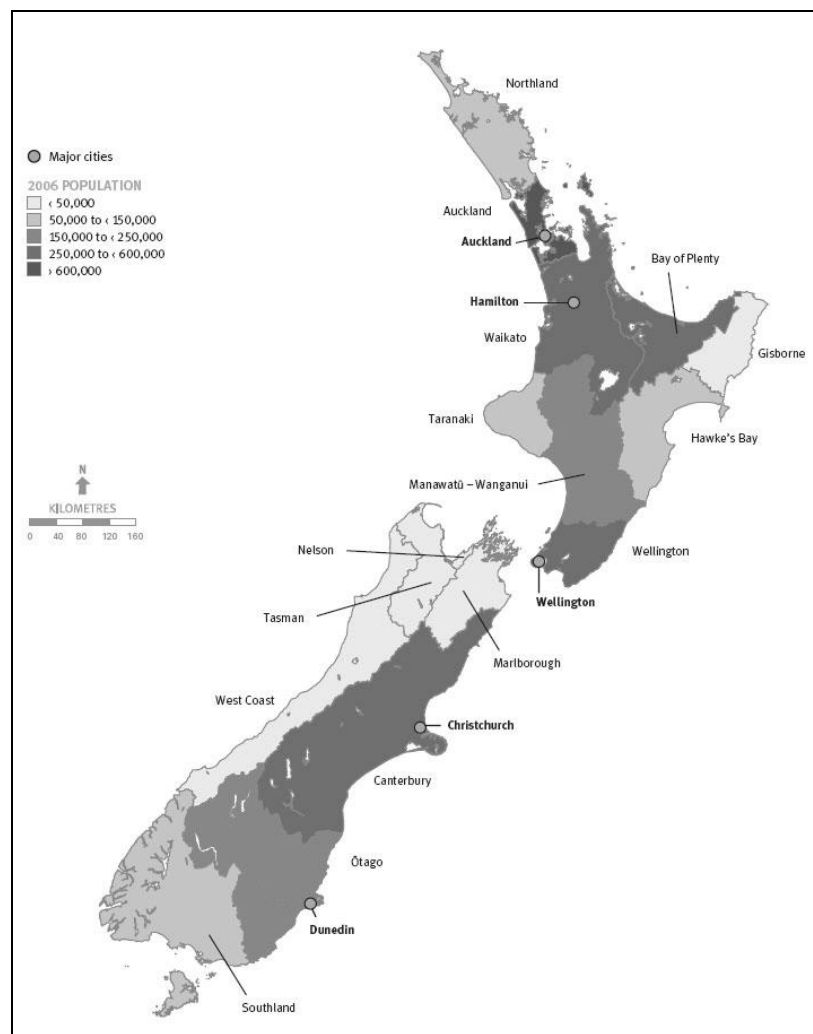 Northland
Major cities
2006 POPULATION
‹ 50,000
50,000 to ‹ 150,000
150,000 to ‹ 250,000
250,000 to ‹ 600,000
› 600,000
Auckland
Auckland
Bay of Plenty
Hamilton
Waikato
Gisborne
Taranaki
Hawke's Bay
N
KILOMETRES
0 40 80 120 160
Manawatū – Wanganui
Nelson
Wellington
Tasman
Wellington
Marlborough
West Coast
Christchurch
Canterbury
Ōtago
Dunedin
Southland